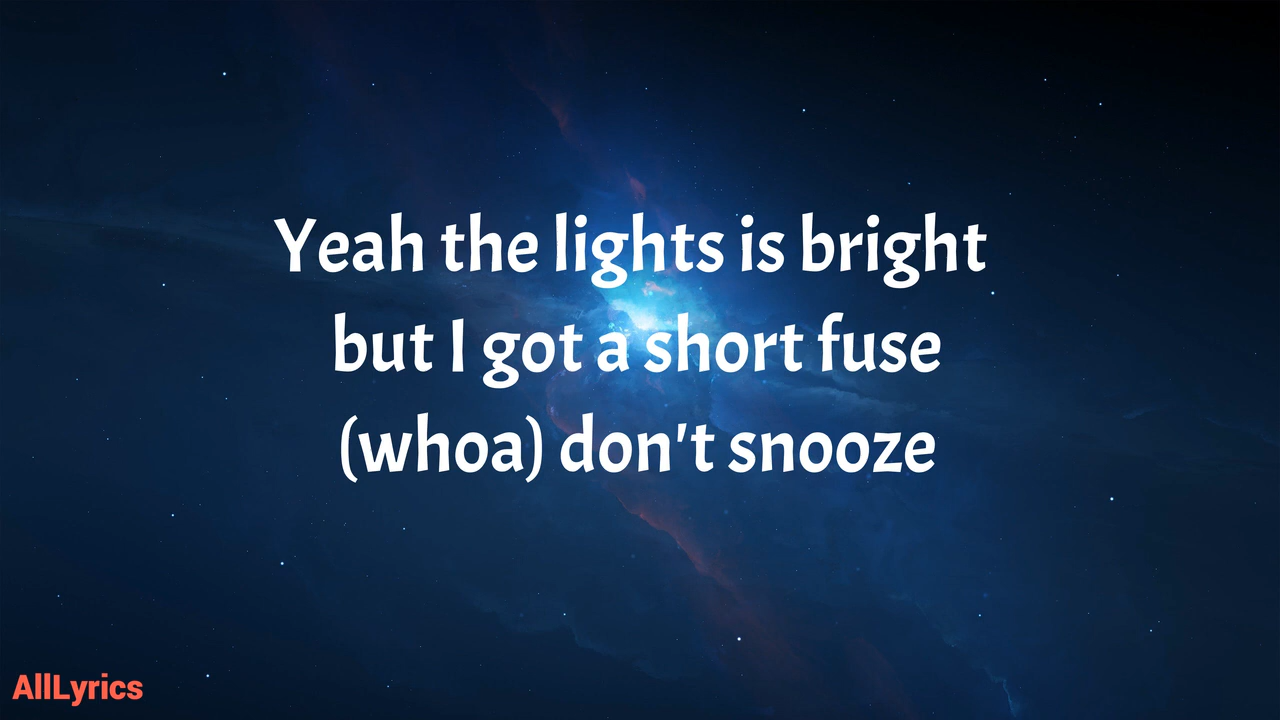 Yeah the lights is bright
but I got a short fuse
(whoa) don't snooze
AllLyrics